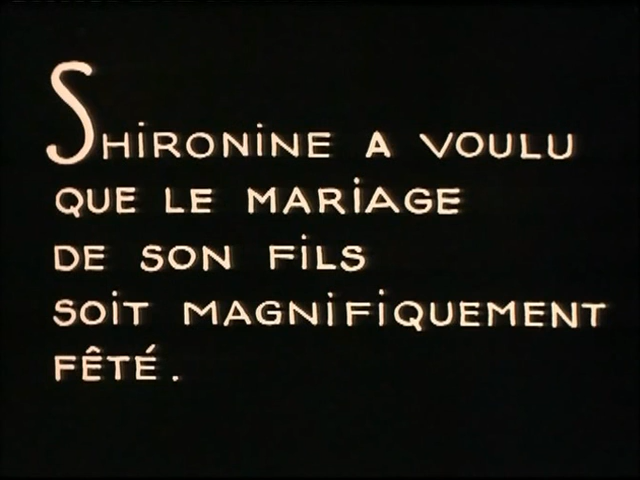 SHIRONINE A VOULU
QUE LE MARIAGE
DE SON FILS
SOIT MAGNIFIQUEMENT
FÊTÉ.